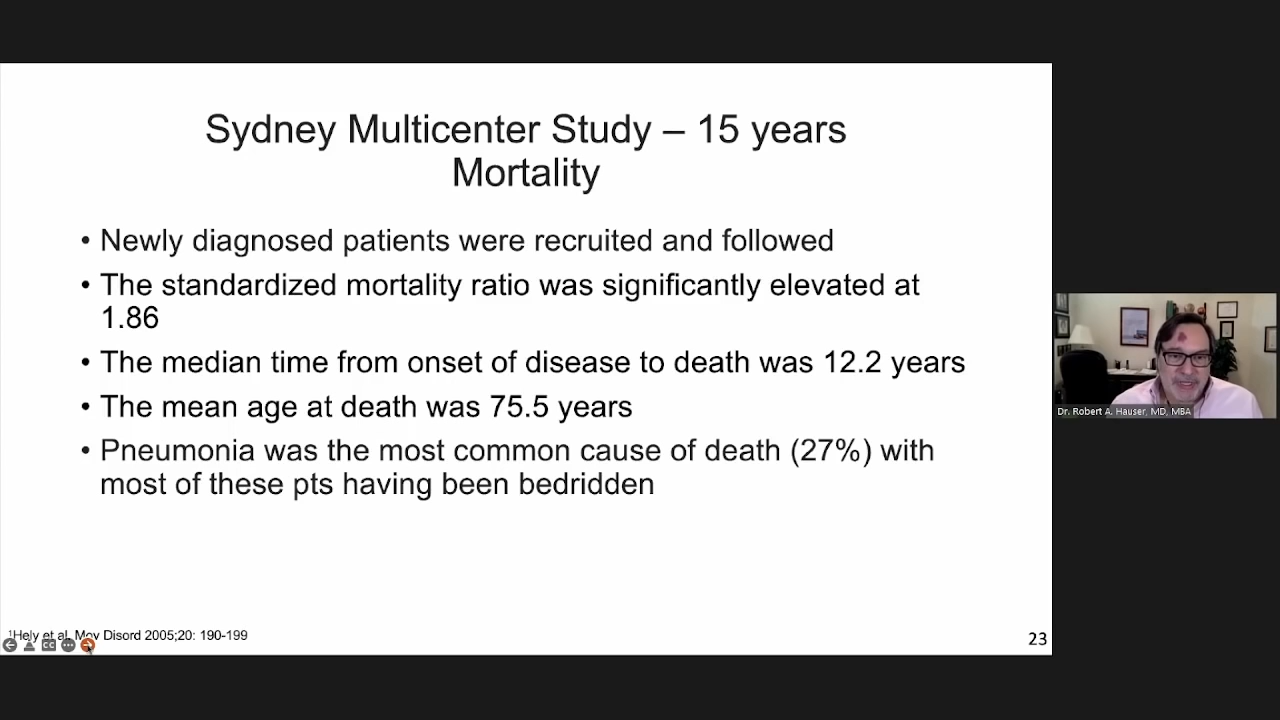 Sydney Multicenter Study – 15 years
Mortality
• Newly diagnosed patients were recruited and followed
• The standardized mortality ratio was significantly elevated at
1.86
• The median time from onset of disease to death was 12.2 years
• The mean age at death was 75.5 years
• Pneumonia was the most common cause of death (27%) with
most of these pts having been bedridden
Dr. Robert A. Hauser, MD, MBA
¹Hely et al, Mov Disord 2005;20: 190-199
CC
23